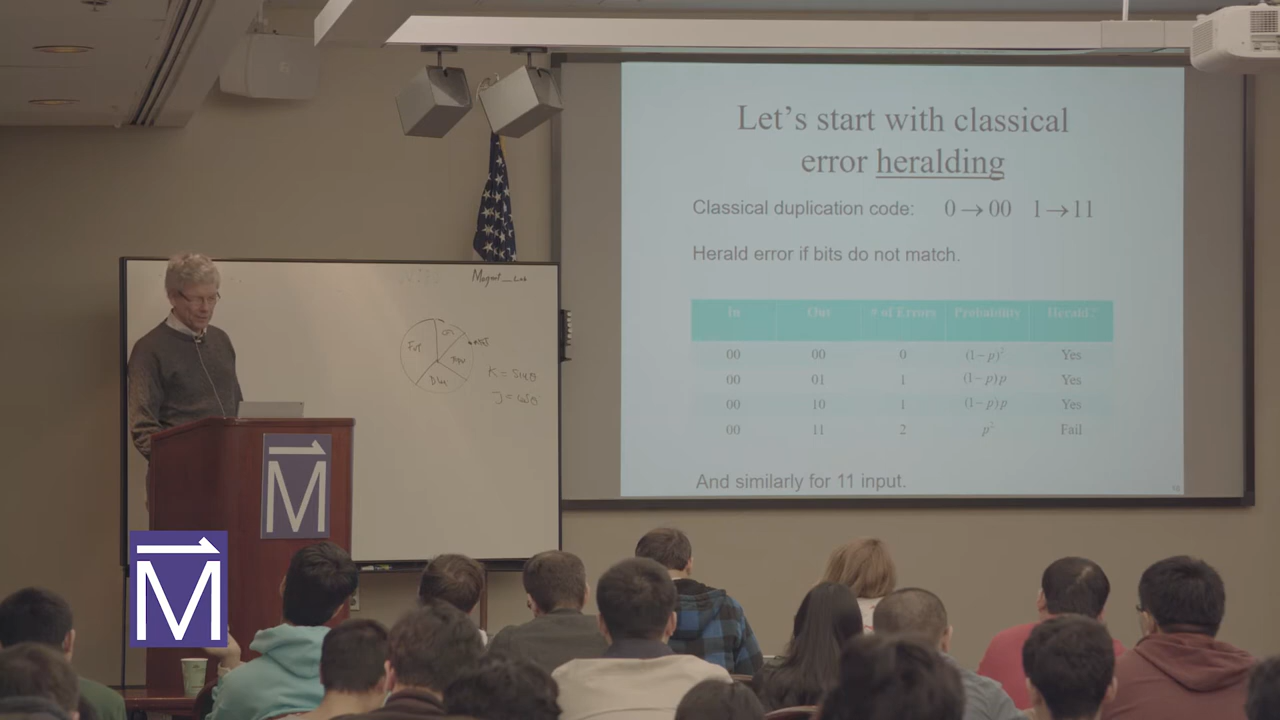 Let's start with classical
error heralding
Classical duplication code: 0→00 1→11
Herald error if bits do not match.
In Out # of Errors Probability Herald?
00 00 0 (1−p)² Yes
00 01 1 (1−p)p Yes
00 10 1 (1−p)p Yes
00 11 2 p² Fail
And similarly for 11 input.
Magnet_Lab
K = Sinθ
J = cosθ
M
M